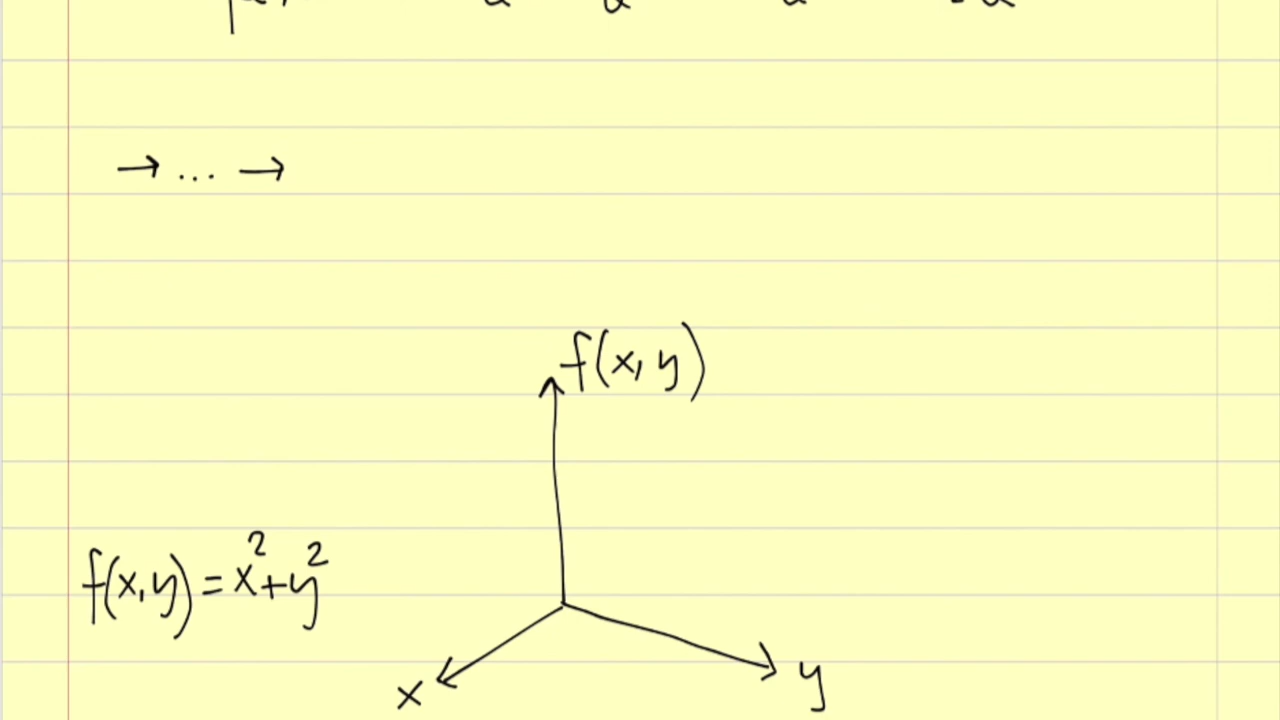 → ... →
f(x, y)
f(x,y) = x²+y²
x
y